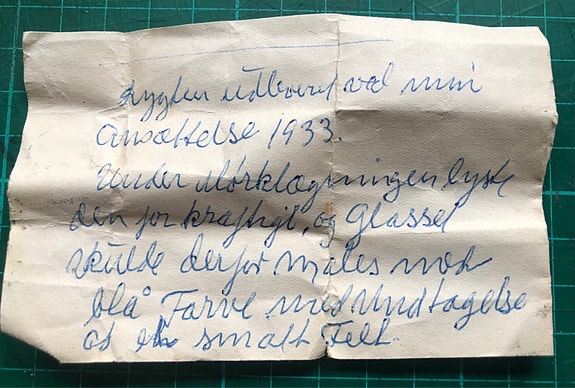 Lygten udleveret ved min
Ansættelse 1933.
Under Mørklægningen lyste
den for kraftigt, og Glasset
skulde derfor males med
blå Farve med Undtagelse
af et smalt Felt.